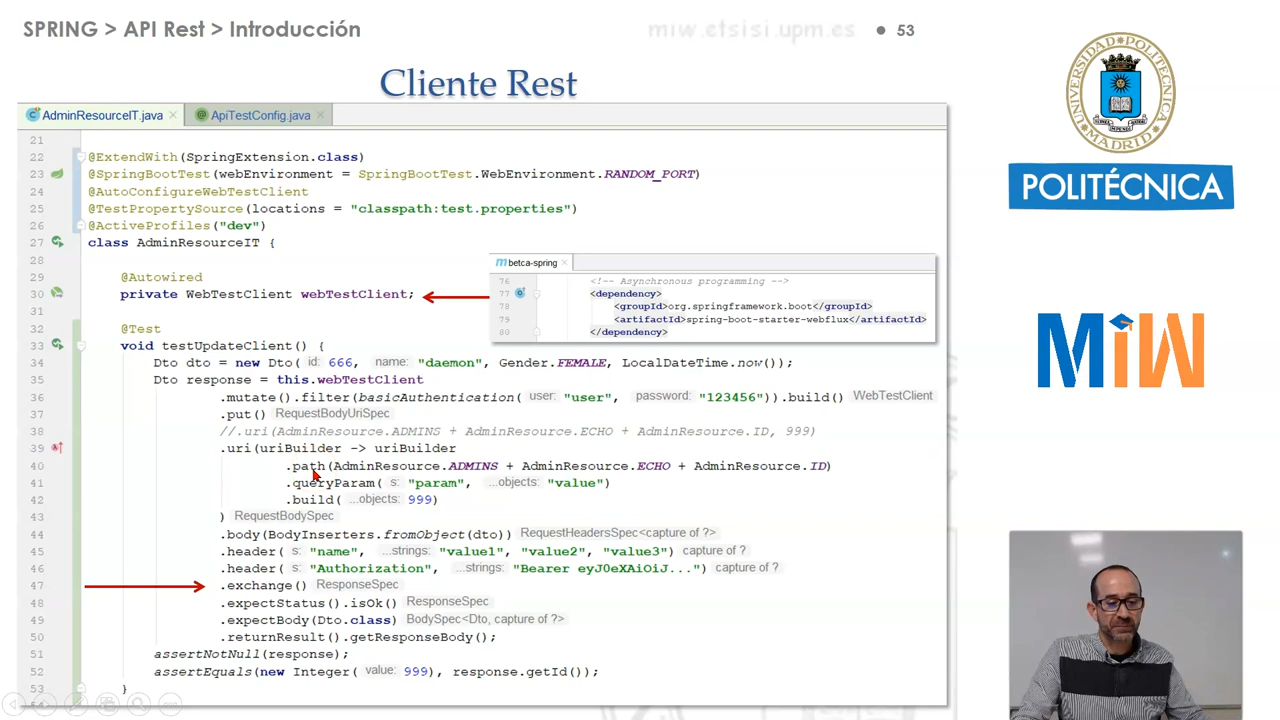 SPRING > API Rest > Introducción
miw.etsisi.upm.es
53
Cliente Rest
AdminResourceIT.java
ApiTestConfig.java
21
22 @ExtendWith(SpringExtension.class)
23 @SpringBootTest(webEnvironment = SpringBootTest.WebEnvironment.RANDOM_PORT)
24 @AutoConfigureWebTestClient
25 @TestPropertySource(locations = "classpath:test.properties")
26 @ActiveProfiles("dev")
27 class AdminResourceIT {
28
29 @Autowired
30 private WebTestClient webTestClient;
31
32 @Test
33 void testUpdateClient() {
34 Dto dto = new Dto( id: 666, name: "daemon", Gender.FEMALE, LocalDateTime.now());
35 Dto response = this.webTestClient
36 .mutate().filter(basicAuthentication( user: "user", password: "123456")).build() WebTestClient
37 .put() RequestBodyUriSpec
38 //.uri(AdminResource.ADMINS + AdminResource.ECHO + AdminResource.ID, 999)
39 .uri(uriBuilder -> uriBuilder
40 .path(AdminResource.ADMINS + AdminResource.ECHO + AdminResource.ID)
41 .queryParam( s: "param", ...objects: "value")
42 .build( ...objects: 999)
43 ) RequestBodySpec
44 .body(BodyInserters.fromObject(dto)) RequestHeadersSpec<capture of ?>
45 .header( s: "name", ...strings: "value1", "value2", "value3") capture of ?
46 .header( s: "Authorization", ...strings: "Bearer eyJ0eXAiOiJ...") capture of ?
47 .exchange() ResponseSpec
48 .expectStatus().isOk() ResponseSpec
49 .expectBody(Dto.class) BodySpec<Dto, capture of ?>
50 .returnResult().getResponseBody();
51 assertNotNull(response);
52 assertEquals(new Integer( value: 999), response.getId());
53 }
betca-spring
76 <!-- Asynchronous programming -->
77 <dependency>
78 <groupId>org.springframework.boot</groupId>
79 <artifactId>spring-boot-starter-webflux</artifactId>
80 </dependency>
UNIVERSIDAD POLITÉCNICA
DE MADRID
POLITÉCNICA
MiW